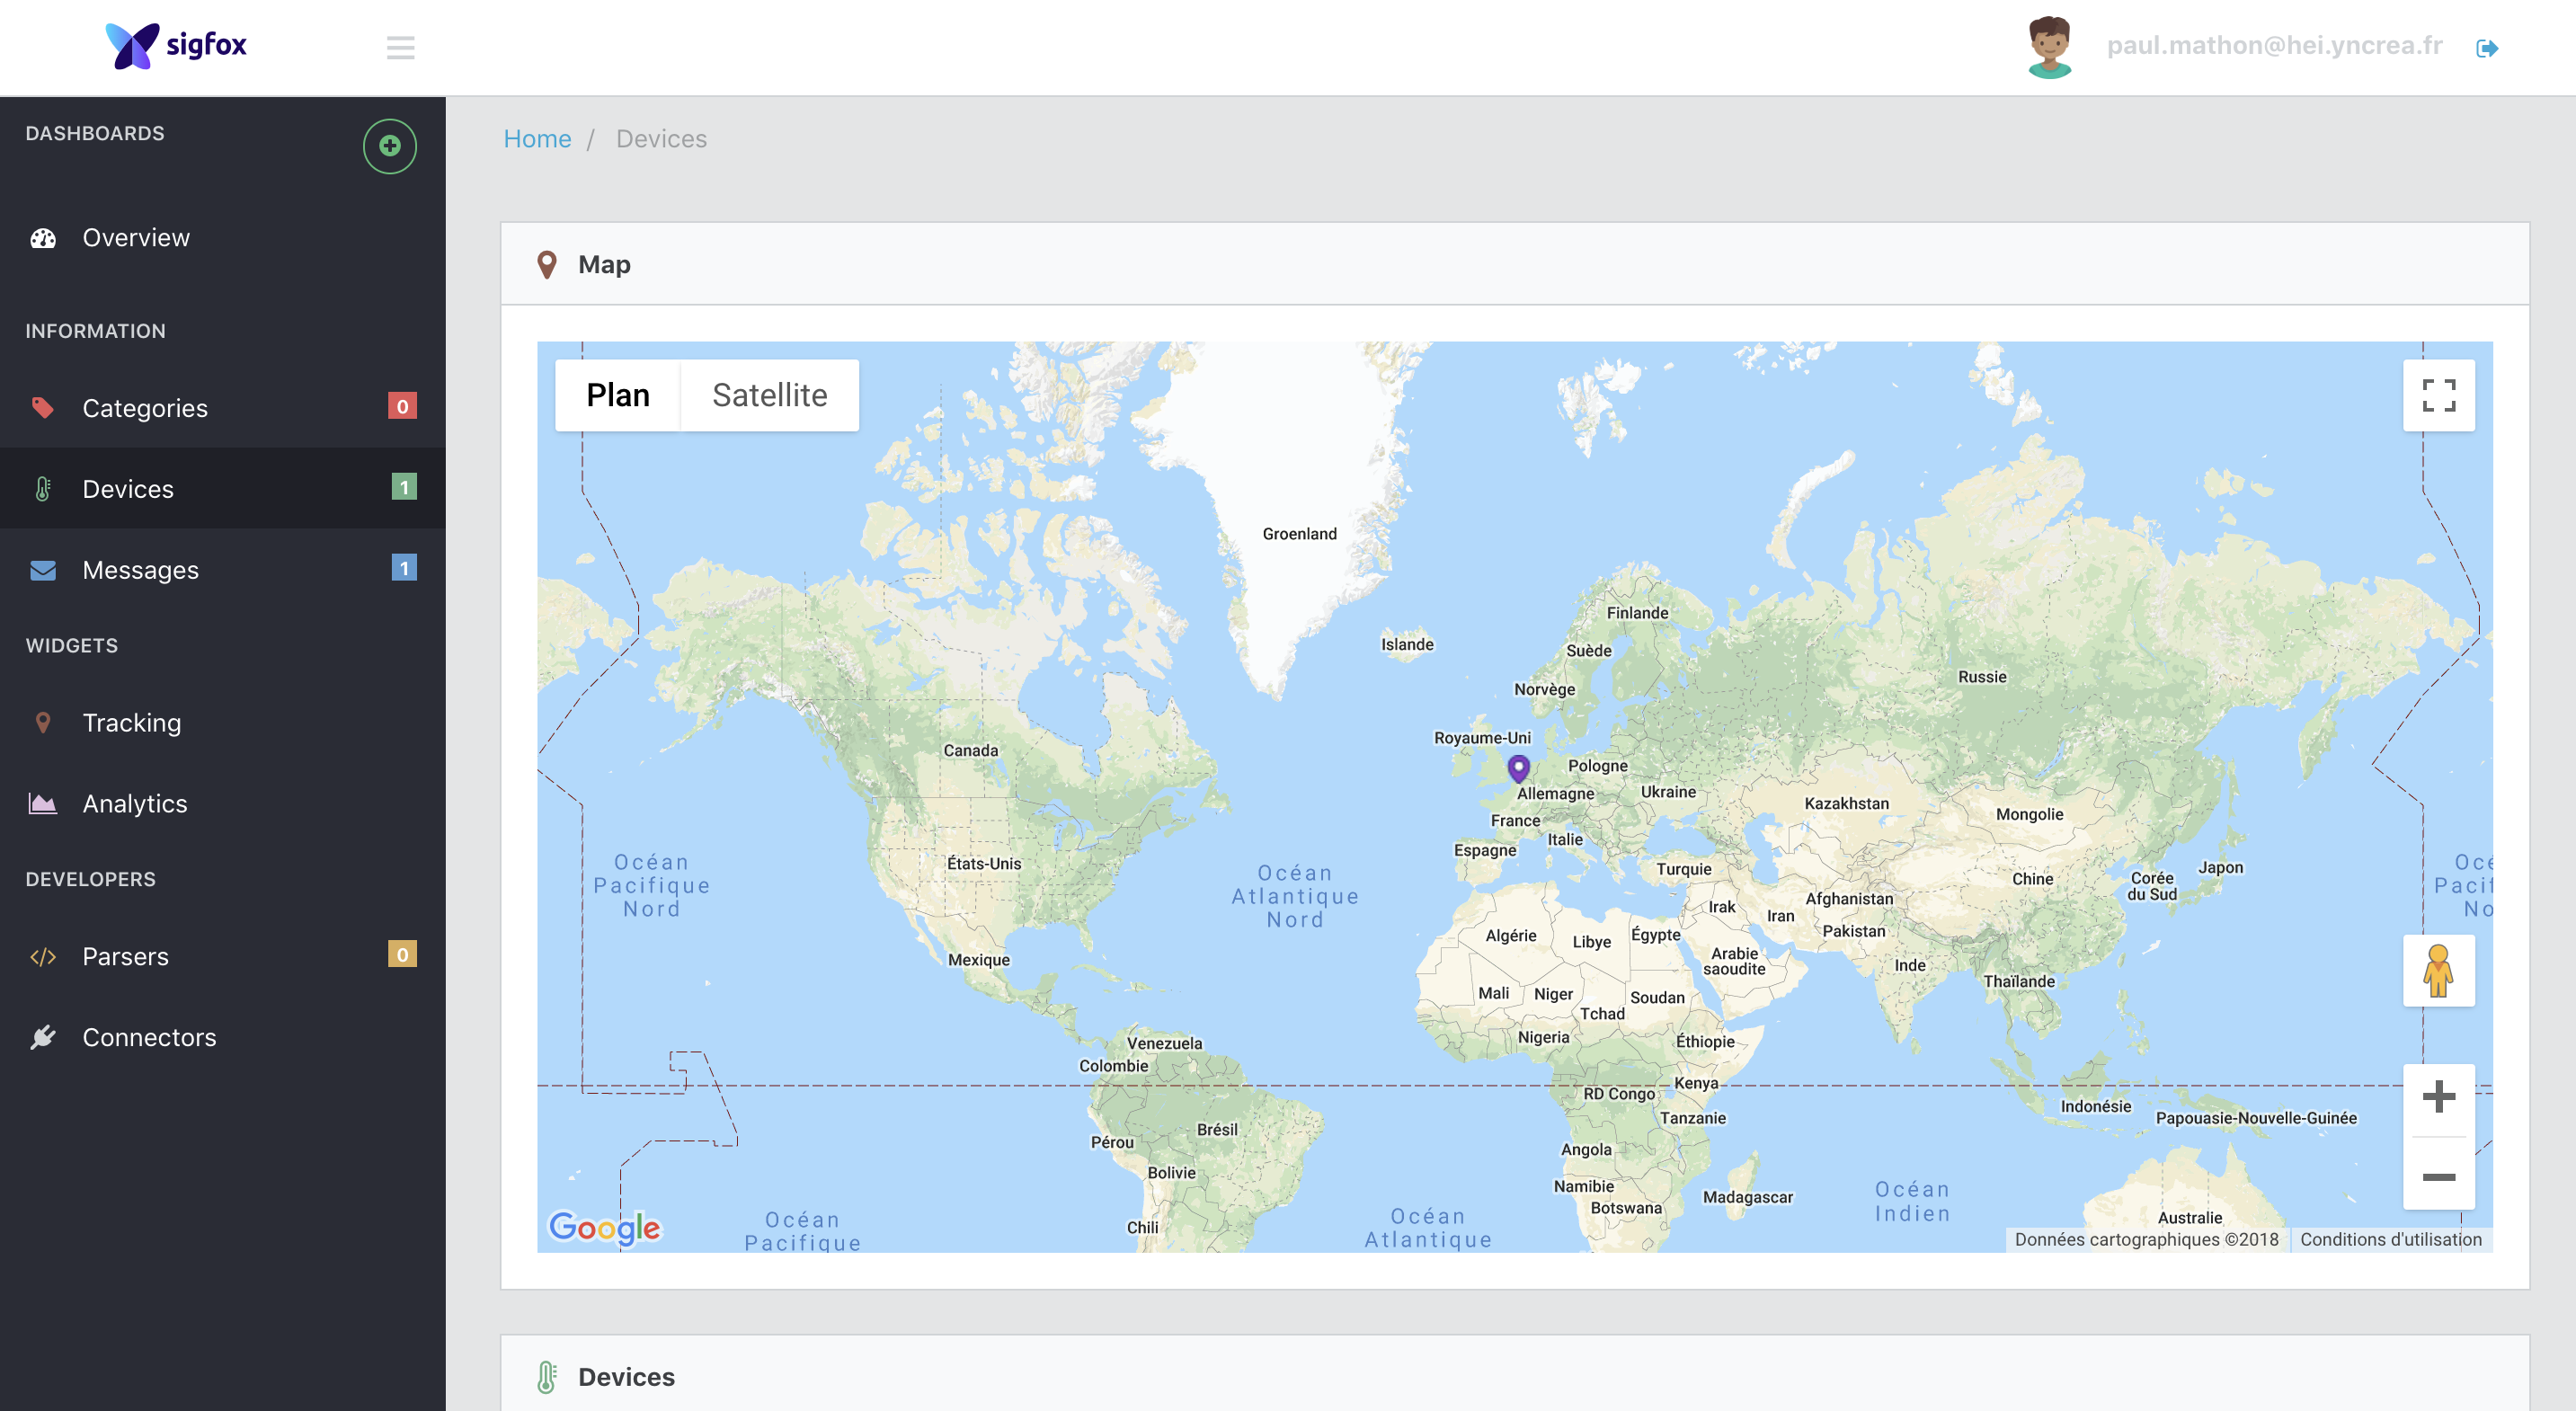 sigfox
paul.mathon@hei.yncrea.fr
DASHBOARDS
Overview
INFORMATION
Categories 0
Devices 1
Messages 1
WIDGETS
Tracking
Analytics
DEVELOPERS
Parsers 0
Connectors
Home / Devices
Map
Plan Satellite
Groenland
Finlande
Islande
Suède
Russie
Norvège
Royaume-Uni
Canada
Pologne
Allemagne
Ukraine
Kazakhstan
Mongolie
France
Italie
Espagne
États-Unis
Turquie
Japon
Chine
Corée
du Sud
Océan
Pacifique
Nord
Océan
Atlantique
Nord
Océ
Pacif
No
Afghanistan
Irak
Iran
Pakistan
Algérie
Libye
Égypte
Arabie
saoudite
Mexique
Inde
Thaïlande
Mali
Niger
Soudan
Tchad
Nigeria
Éthiopie
Venezuela
Colombie
Kenya
RD Congo
Indonésie
Tanzanie
Papouasie-Nouvelle-Guinée
Brésil
Pérou
Angola
Bolivie
Namibie
Madagascar
Botswana
Océan
Indien
Chili
Australie
Océan
Pacifique
Océan
Atlantique
Google
Données cartographiques ©2018 Conditions d'utilisation
Devices